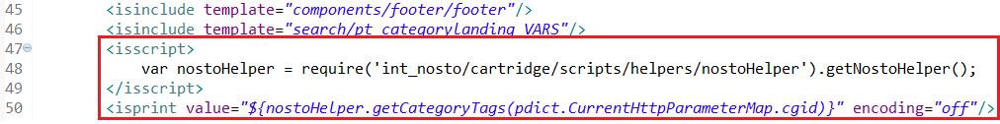 45 <isinclude template="components/footer/footer"/>
46 <isinclude template="search/pt_categorylanding_VARS"/>
47 <isscript>
48 var nostoHelper = require('int_nosto/cartridge/scripts/helpers/nostoHelper').getNostoHelper();
49 </isscript>
50 <isprint value="${nostoHelper.getCategoryTags(pdict.CurrentHttpParameterMap.cgid)}" encoding="off"/>